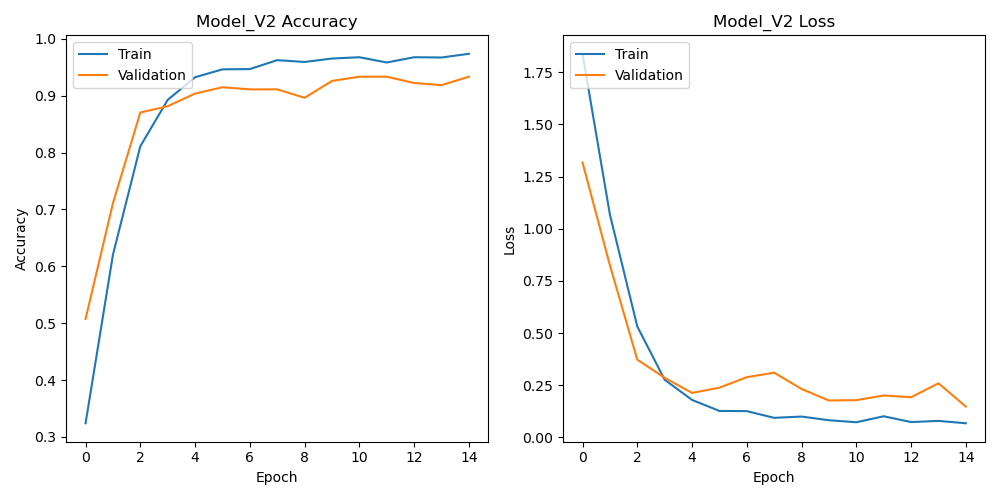 Model_V2 Accuracy
Train
Validation
1.0
0.9
0.8
0.7
0.6
0.5
0.4
0.3
Accuracy
0 2 4 6 8 10 12 14
Epoch
Model_V2 Loss
Train
Validation
1.75
1.50
1.25
1.00
0.75
0.50
0.25
0.00
Loss
0 2 4 6 8 10 12 14
Epoch